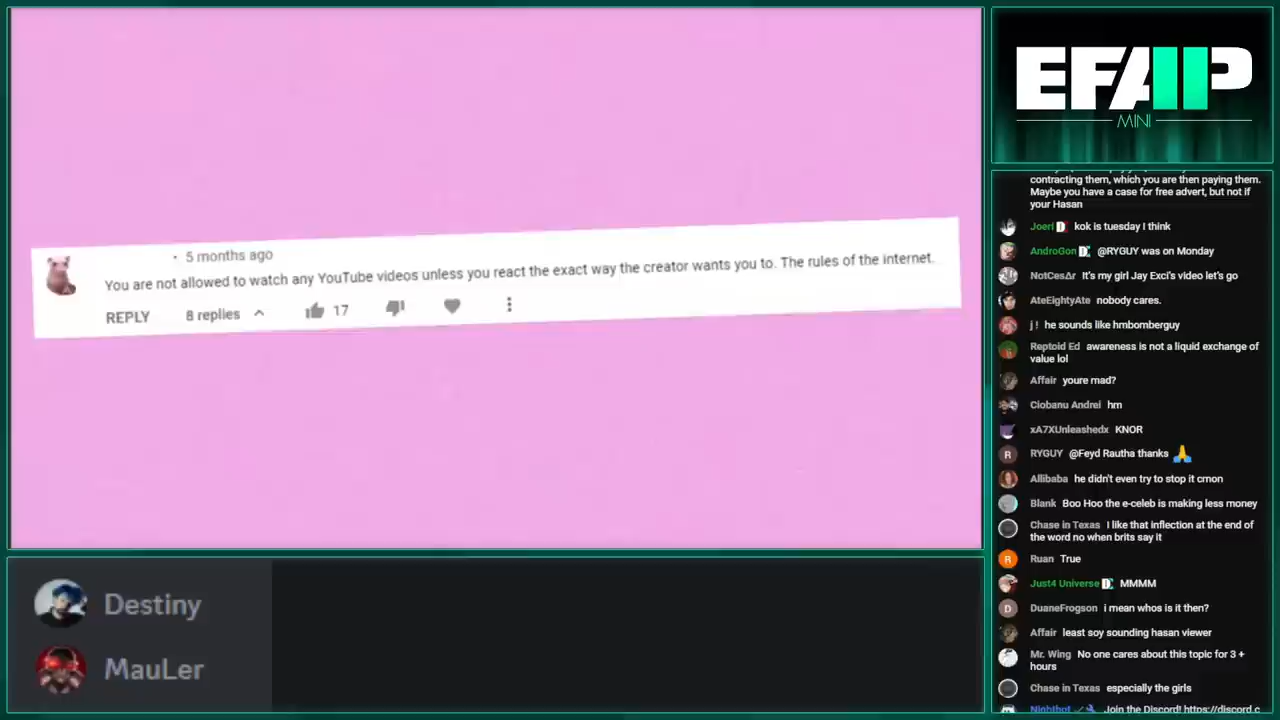 • 5 months ago
You are not allowed to watch any YouTube videos unless you react the exact way the creator wants you to. The rules of the internet.
REPLY 8 replies 17
Destiny
MauLer
EFAP
MINI
contracting them, which you are then paying them.
Maybe you have a case for free advert, but not if
your Hasan
Joeri kok is tuesday I think
AndroGon @RYGUY was on Monday
NotCesΔr It's my girl Jay Exci's video let's go
AteEightyAte nobody cares.
j ! he sounds like hmbomberguy
Reptoid Ed awareness is not a liquid exchange of
value lol
Affair youre mad?
Ciobanu Andrei hm
xA7XUnleashedx KNOR
R RYGUY @Feyd Rautha thanks 🙏
Allibaba he didn't even try to stop it cmon
Blank Boo Hoo the e-celeb is making less money
Chase in Texas I like that inflection at the end of
the word no when brits say it
R Ruan True
Just4 Universe MMMM
D DuaneFrogson i mean whos is it then?
Affair least soy sounding hasan viewer
Mr. Wing No one cares about this topic for 3 +
hours
Chase in Texas especially the girls
Nightbot Join the Discord! https://discord.c